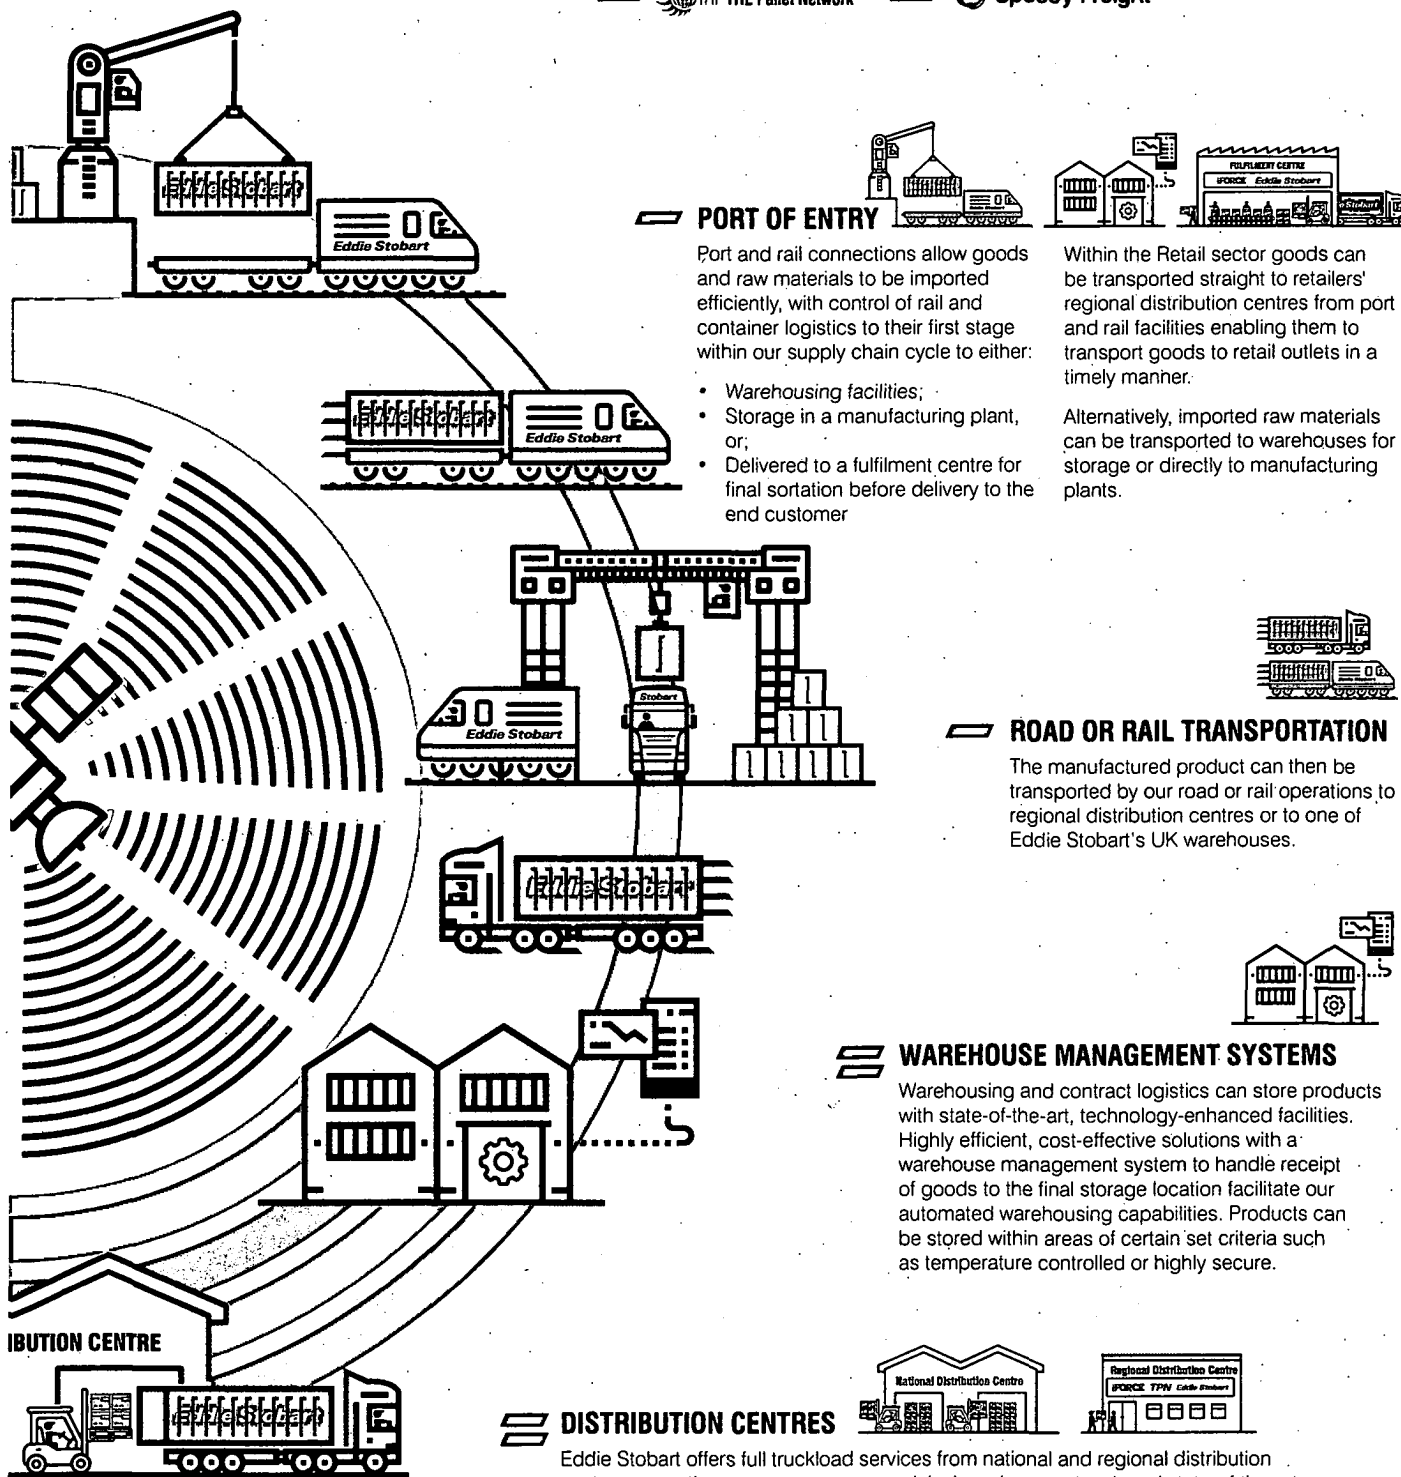 THE Pallet Network
Speedy Freight
Eddie Stobart
Eddie Stobart
PORT OF ENTRY
Port and rail connections allow goods
and raw materials to be imported
efficiently, with control of rail and
container logistics to their first stage
within our supply chain cycle to either:
• Warehousing facilities;
• Storage in a manufacturing plant,
or;
• Delivered to a fulfilment centre for
final sortation before delivery to the
end customer
FULFILMENT CENTRE
iFORCE Eddie Stobart
Within the Retail sector goods can
be transported straight to retailers'
regional distribution centres from port
and rail facilities enabling them to
transport goods to retail outlets in a
timely manner.
Alternatively, imported raw materials
can be transported to warehouses for
storage or directly to manufacturing
plants.
Eddie Stobart
Eddie Stobart
Stobart
Eddie Stobart
ROAD OR RAIL TRANSPORTATION
The manufactured product can then be
transported by our road or rail operations to
regional distribution centres or to one of
Eddie Stobart's UK warehouses.
Eddie Stobart
WAREHOUSE MANAGEMENT SYSTEMS
Warehousing and contract logistics can store products
with state-of-the-art, technology-enhanced facilities.
Highly efficient, cost-effective solutions with a
warehouse management system to handle receipt
of goods to the final storage location facilitate our
automated warehousing capabilities. Products can
be stored within areas of certain set criteria such
as temperature controlled or highly secure.
IBUTION CENTRE
Eddie Stobart
National Distribution Centre
Regional Distribution Centre
iFORCE TPN Eddie Stobart
DISTRIBUTION CENTRES
Eddie Stobart offers full truckload services from national and regional distribution